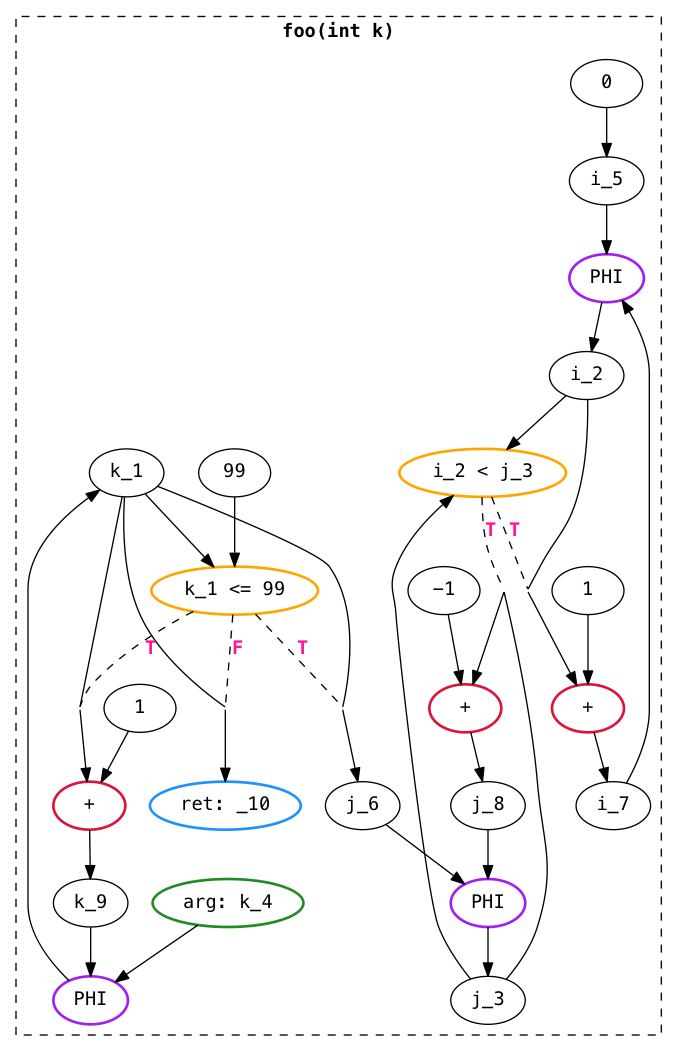 foo(int k)
0
i_5
PHI
i_2
k_1
99
i_2 < j_3
T
T
k_1 <= 99
−1
1
T
F
T
1
+
+
+
ret: _10
j_6
j_8
i_7
k_9
arg: k_4
PHI
PHI
j_3